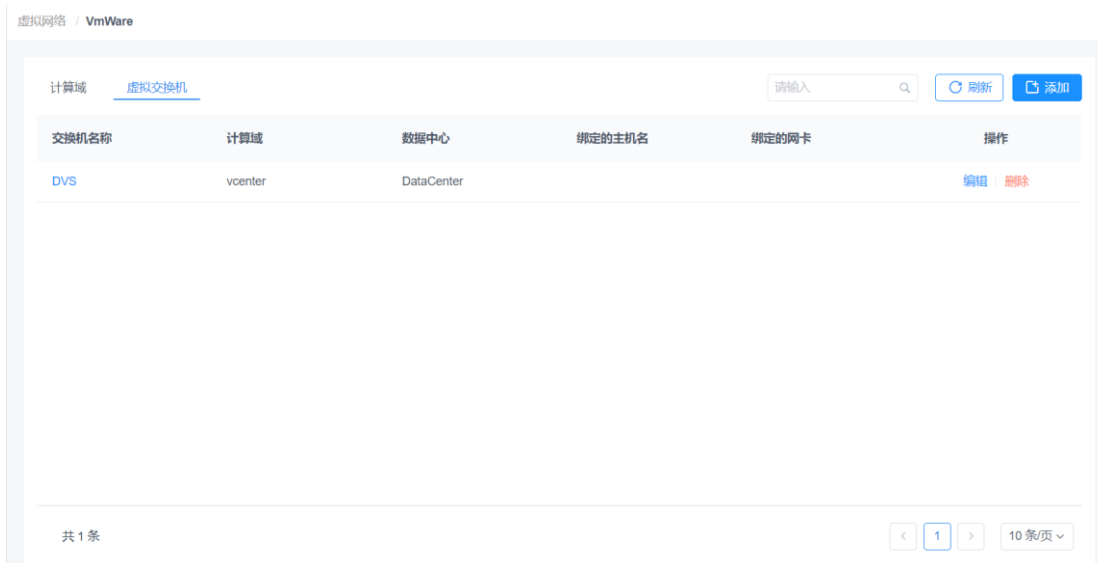 虚拟网络 / VmWare
计算域 虚拟交换机 请输入 刷新 添加
交换机名称 计算域 数据中心 绑定的主机名 绑定的网卡 操作
DVS vcenter DataCenter 编辑 删除
共 1 条 < 1 > 10 条/页